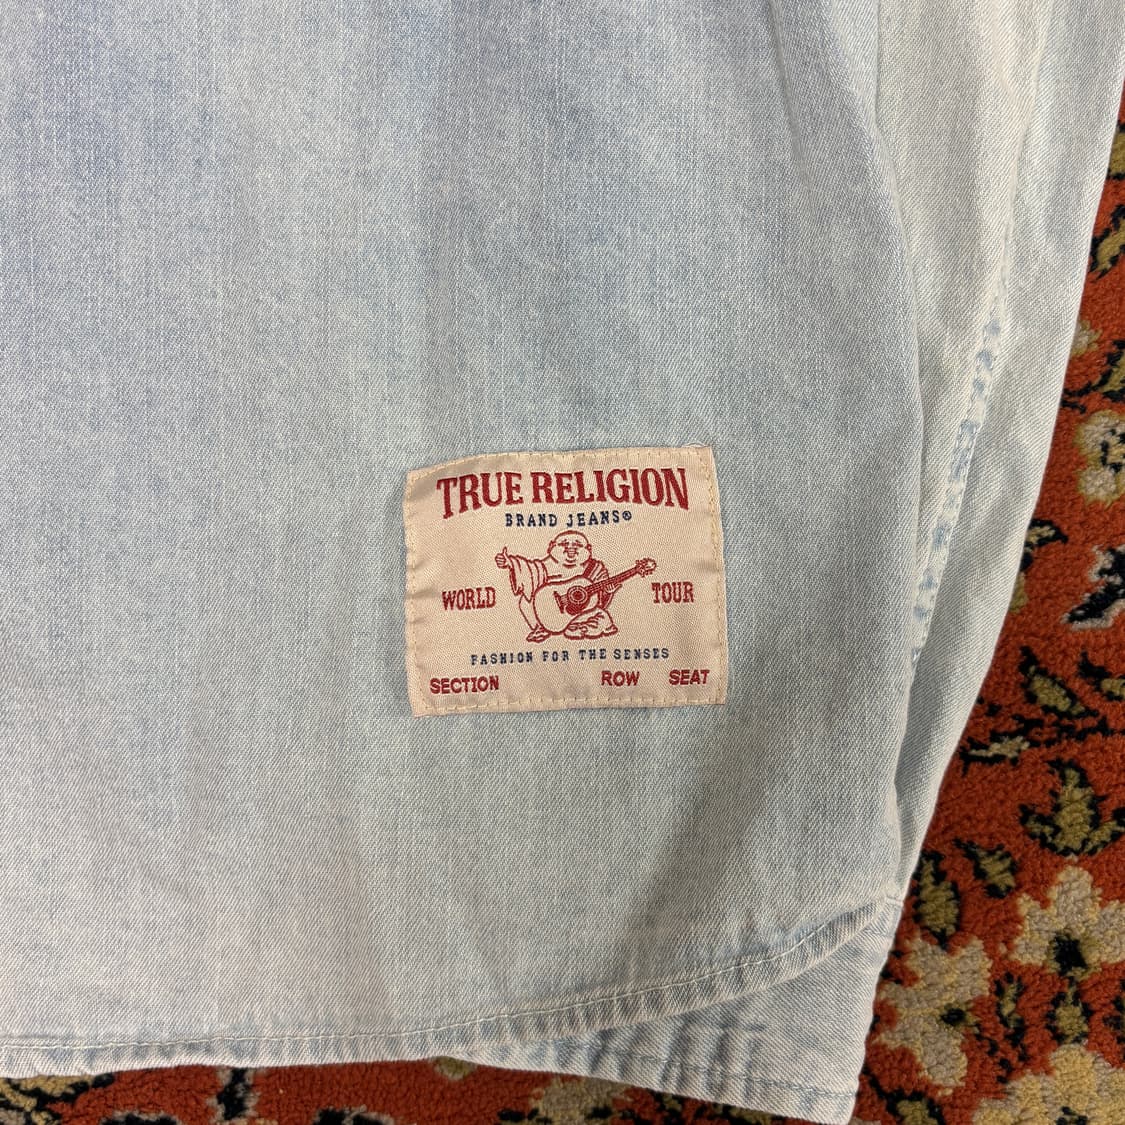 TRUE RELIGION
BRAND JEANS®
WORLD TOUR
FASHION FOR THE SENSES
SECTION ROW SEAT